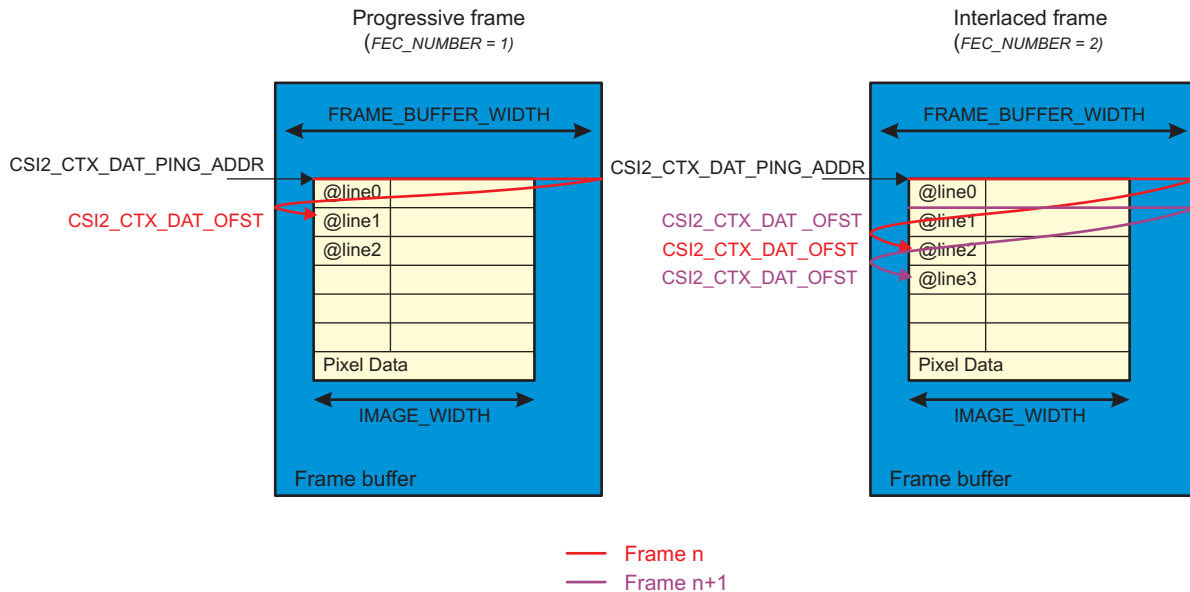 Progressive frame
(FEC_NUMBER = 1)
FRAME_BUFFER_WIDTH
CSI2_CTX_DAT_PING_ADDR
@line0
CSI2_CTX_DAT_OFST
@line1
@line2
Pixel Data
IMAGE_WIDTH
Frame buffer
Interlaced frame
(FEC_NUMBER = 2)
FRAME_BUFFER_WIDTH
CSI2_CTX_DAT_PING_ADDR
@line0
CSI2_CTX_DAT _OFST
@line1
CSI2_CTX_DAT_OFST
@line2
CSI2_CTX_DAT_OFST
@line3
Pixel Data
IMAGE_WIDTH
Frame buffer
Frame n
Frame n+1